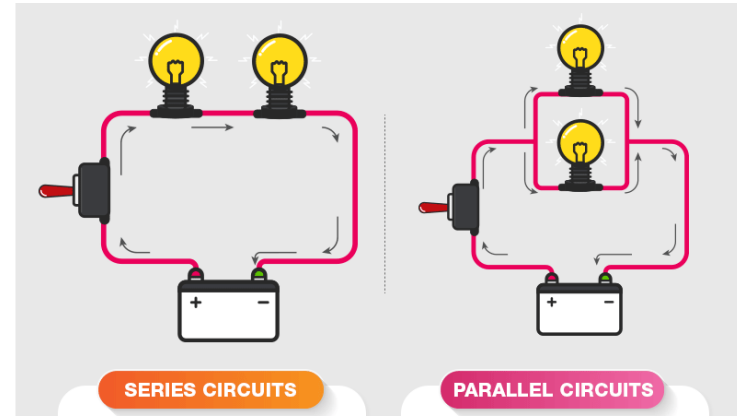 + −
+ −
SERIES CIRCUITS
PARALLEL CIRCUITS